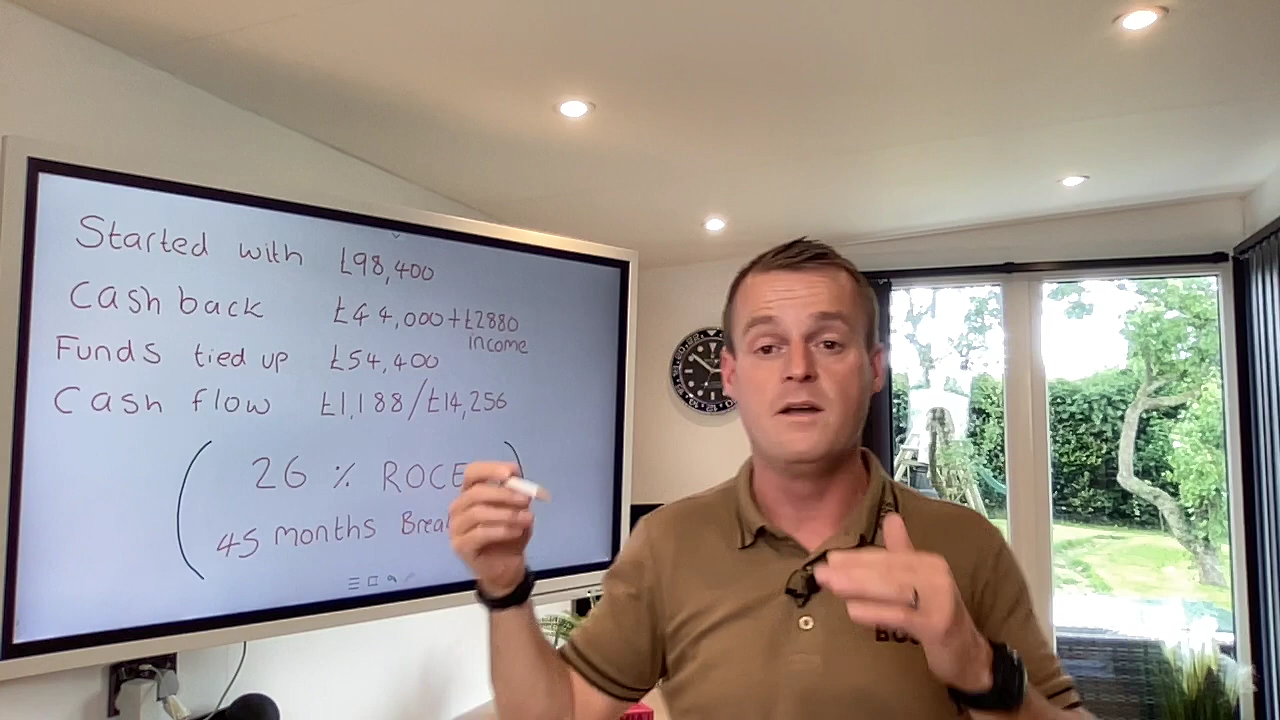 Started with £98,400
Cash back £44,000 + £2880
income
Funds tied up £54,400
Cash flow £1,188/£14,256
(26 % ROCE)
45 months